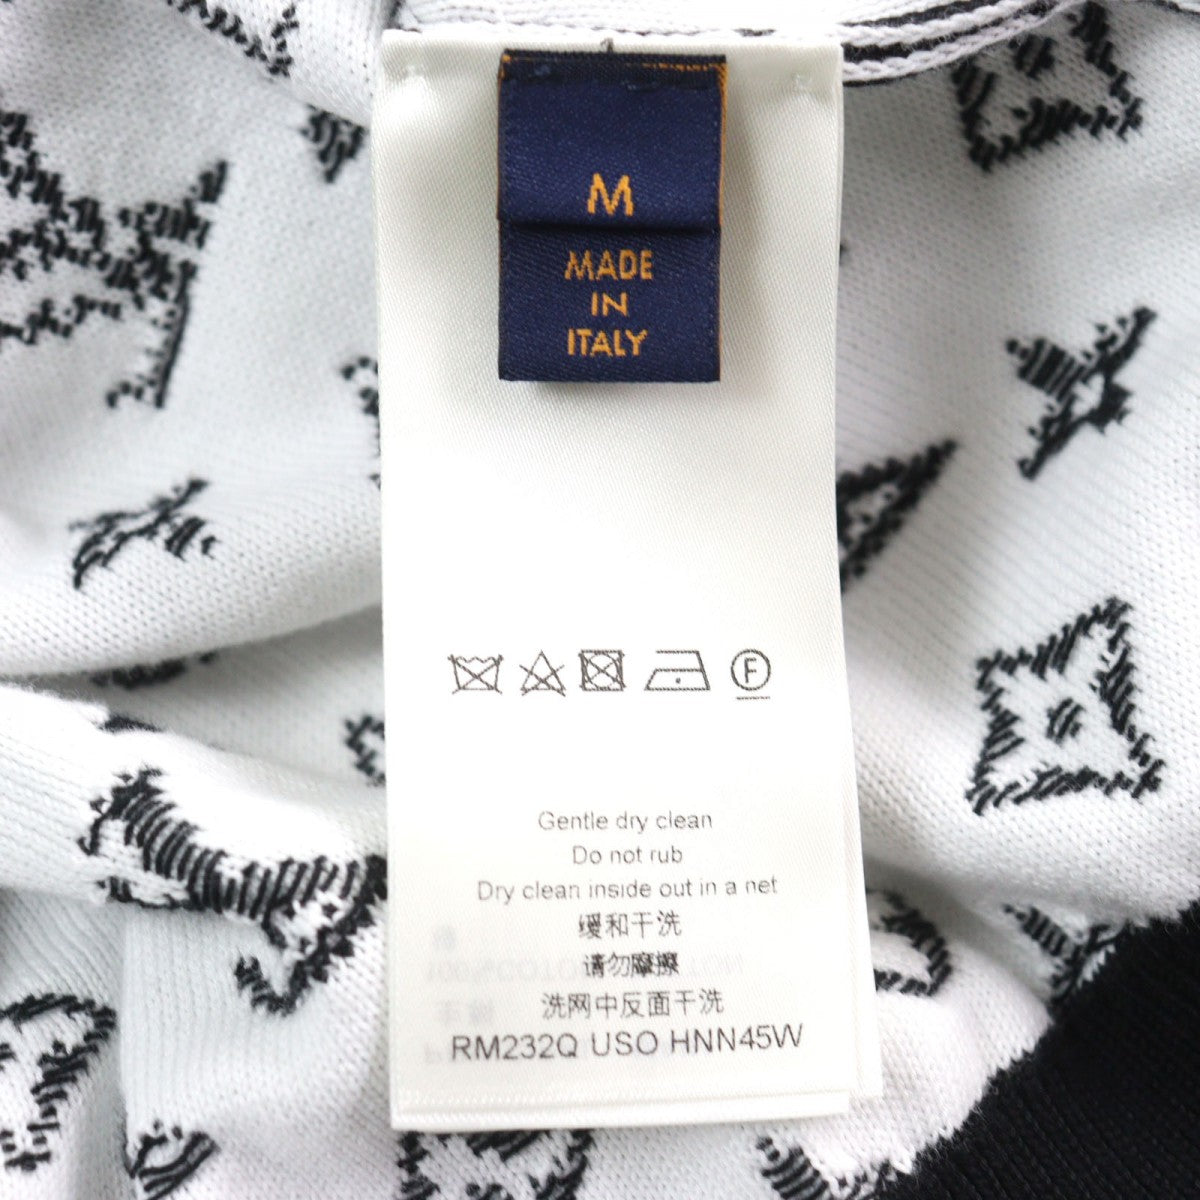 M
MADE
IN
ITALY
F
Gentle dry clean
Do not rub
Dry clean inside out in a net
缓和干洗
请勿摩擦
洗网中反面干洗
RM232Q USO HNN45W